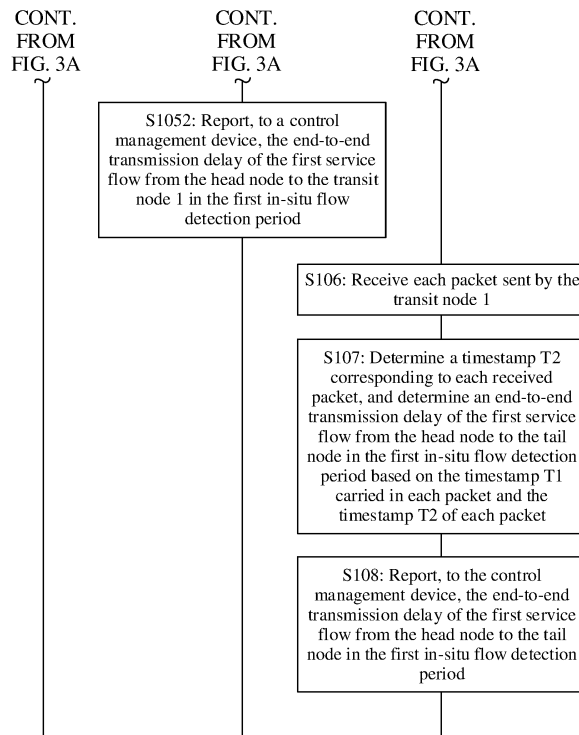 CONT.
FROM
FIG. 3A
CONT.
FROM
FIG. 3A
CONT.
FROM
FIG. 3A
S1052: Report, to a control
management device, the end-to-end
transmission delay of the first service
flow from the head node to the transit
node 1 in the first in-situ flow
detection period
S106: Receive each packet sent by the
transit node 1
S107: Determine a timestamp T2
corresponding to each received
packet, and determine an end-to-end
transmission delay of the first service
flow from the head node to the tail
node in the first in-situ flow detection
period based on the timestamp T1
carried in each packet and the
timestamp T2 of each packet
S108: Report, to the control
management device, the end-to-end
transmission delay of the first service
flow from the head node to the tail
node in the first in-situ flow detection
period